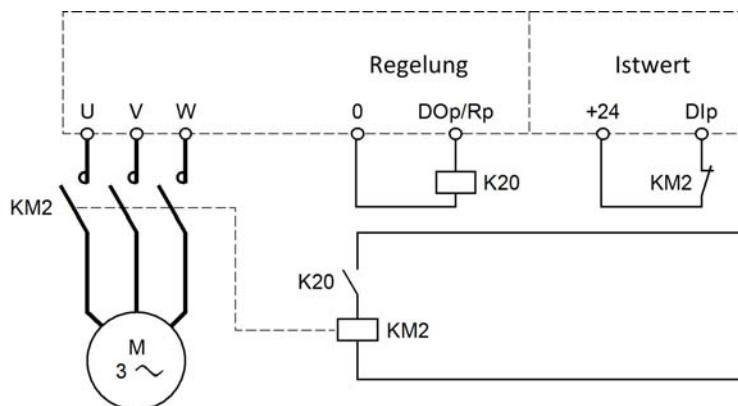 Regelung Istwert
U V W 0 DOp/Rp +24 DIp
K20 KM2
KM2
K20
KM2
M
3